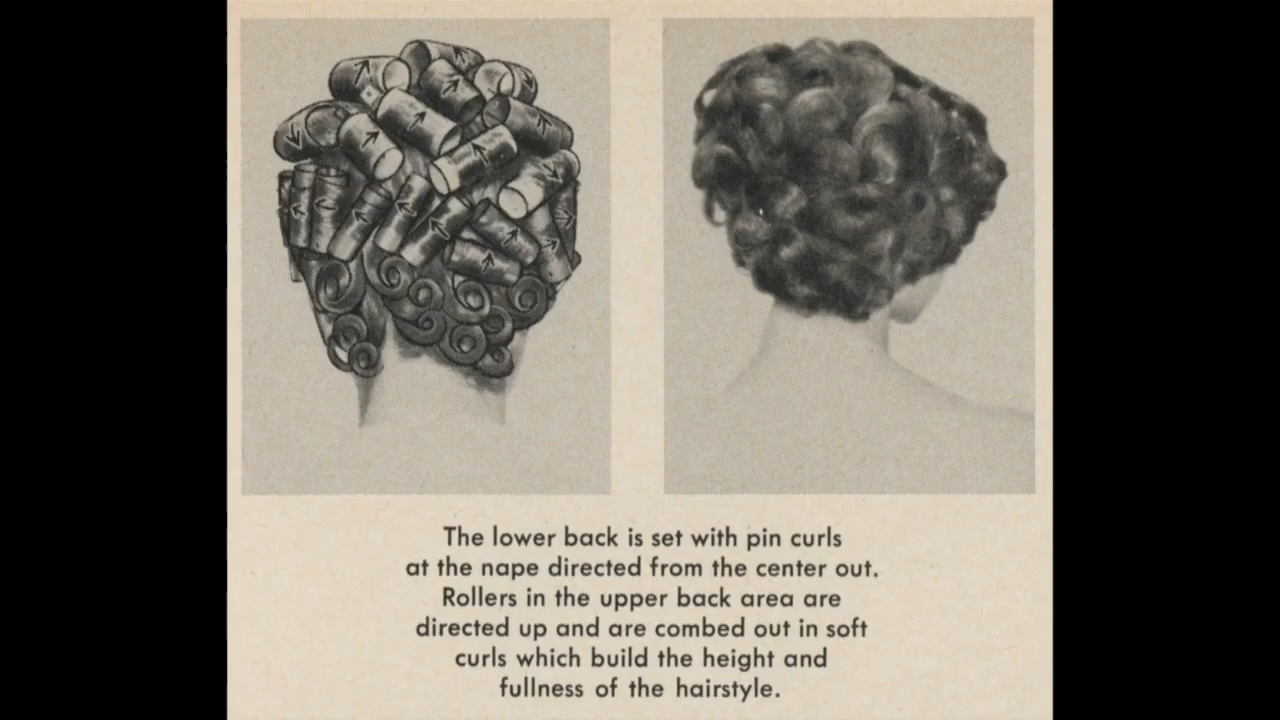 The lower back is set with pin curls
at the nape directed from the center out.
Rollers in the upper back area are
directed up and are combed out in soft
curls which build the height and
fullness of the hairstyle.